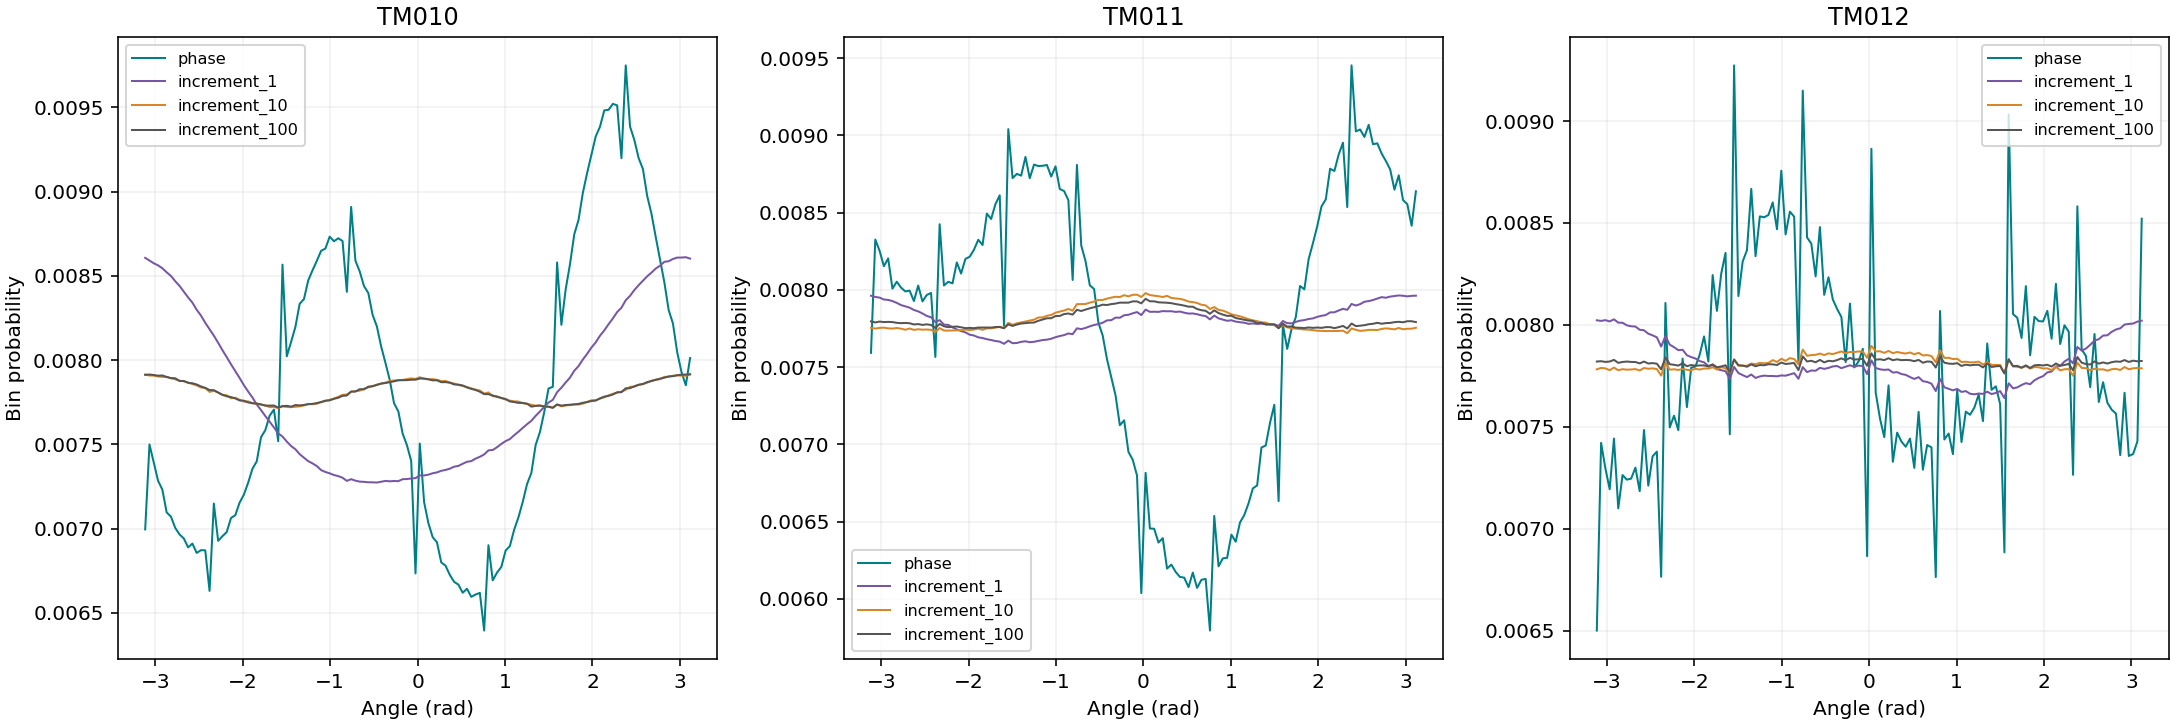 TM010
phase
increment_1
increment_10
increment_100
Bin probability
0.0095
0.0090
0.0085
0.0080
0.0075
0.0070
0.0065
−3 −2 −1 0 1 2 3
Angle (rad)
TM011
phase
increment_1
increment_10
increment_100
Bin probability
0.0095
0.0090
0.0085
0.0080
0.0075
0.0070
0.0065
0.0060
−3 −2 −1 0 1 2 3
Angle (rad)
TM012
phase
increment_1
increment_10
increment_100
Bin probability
0.0090
0.0085
0.0080
0.0075
0.0070
0.0065
−3 −2 −1 0 1 2 3
Angle (rad)